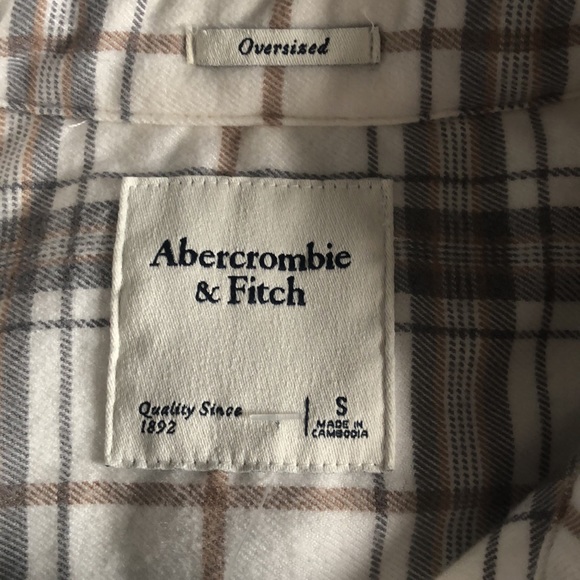 Oversized
Abercrombie
& Fitch
Quality Since
1892
S
MADE IN
CAMBODIA